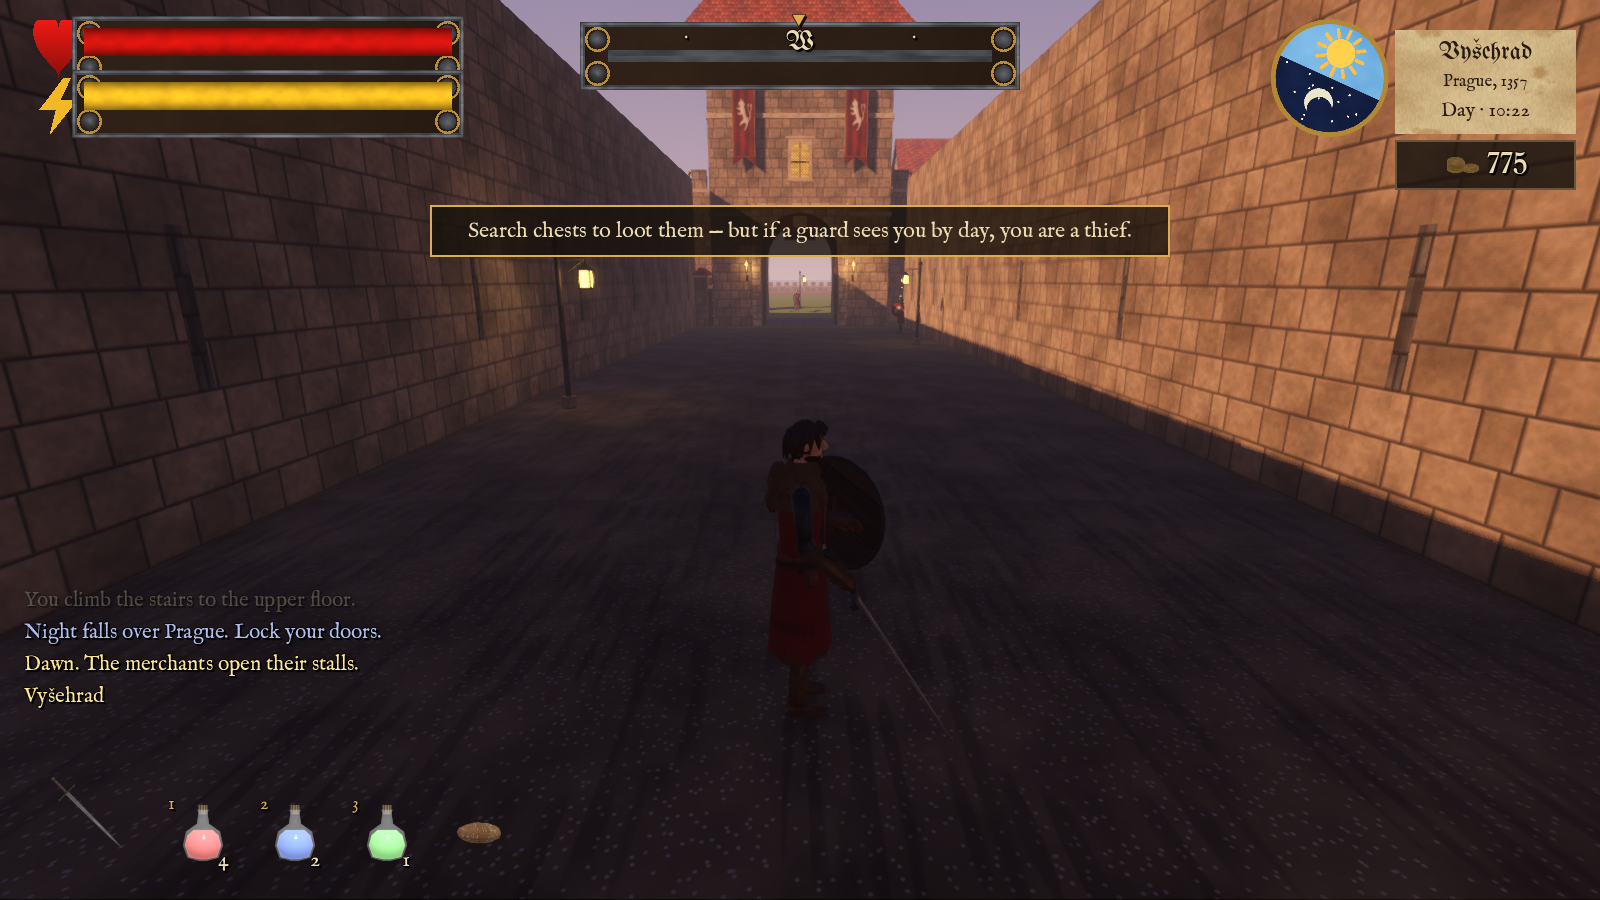 W
Vyšehrad
Prague, 1357
Day · 10:22
775
Search chests to loot them – but if a guard sees you by day, you are a thief.
You climb the stairs to the upper floor.
Night falls over Prague. Lock your doors.
Dawn. The merchants open their stalls.
Vyšehrad
1 2 3
4 2 1